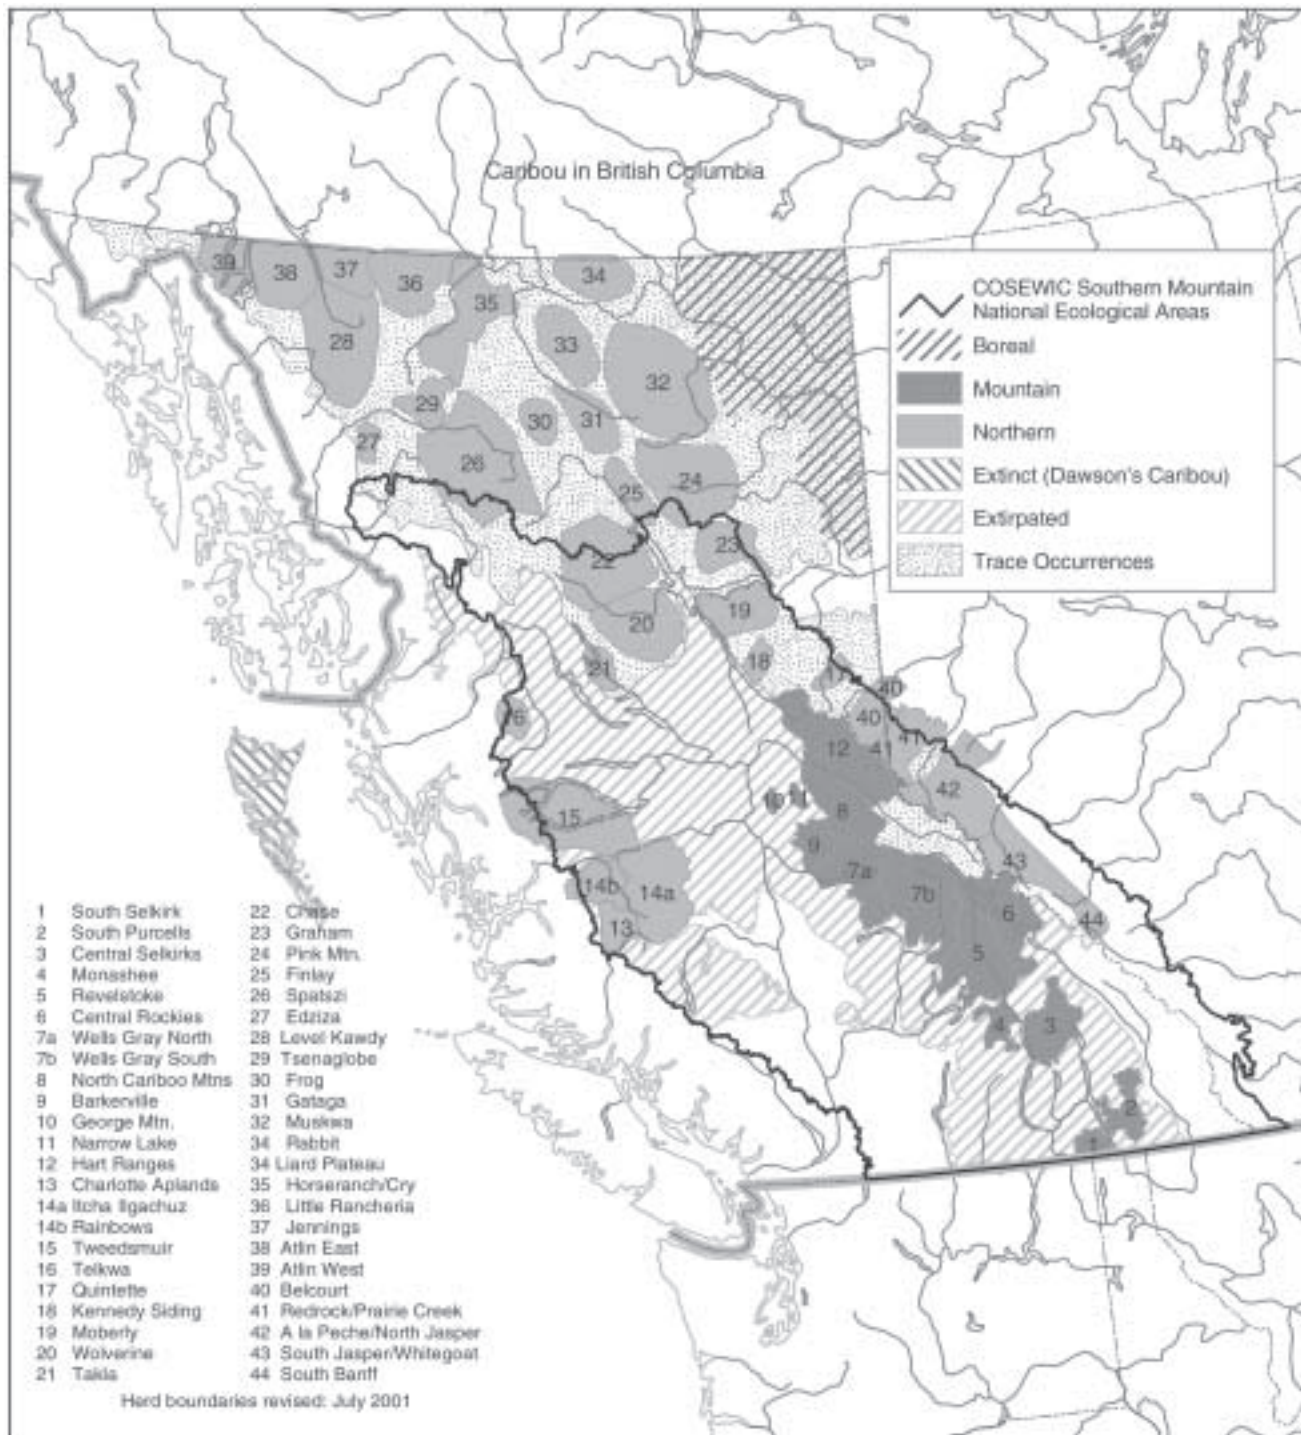 Caribou in British Columbia
COSEWIC Southern Mountain
National Ecological Areas
Boreal
Mountain
Northern
Extinct (Dawson's Caribou)
Extirpated
Trace Occurrences
39
38
37
36
35
34
28
33
32
29
30
31
27
26
25
24
22
23
20
19
21
18
17
40
40
16
12
41
41
42
10
11
8
15
9
43
7a
14b
14a
7b
6
44
13
5
4
3
2
1
1 South Selkirk
2 South Purcells
3 Central Selkirks
4 Monashee
5 Revelstoke
6 Central Rockies
7a Wells Gray North
7b Wells Gray South
8 North Cariboo Mtns
9 Barkerville
10 George Mtn.
11 Narrow Lake
12 Hart Ranges
13 Charlotte Aplands
14a Itcha Ilgachuz
14b Rainbows
15 Tweedsmuir
16 Telkwa
17 Quintette
18 Kennedy Siding
19 Moberly
20 Wolverine
21 Takla
22 Chase
23 Graham
24 Pink Mtn.
25 Finlay
26 Spatszi
27 Edziza
28 Level Kawdy
29 Tsenaglobe
30 Frog
31 Gataga
32 Muskwa
34 Rabbit
34 Liard Plateau
35 Horseranch/Cry
36 Little Rancheria
37 Jennings
38 Atlin East
39 Atlin West
40 Belcourt
41 Redrock/Prairie Creek
42 A la Peche/North Jasper
43 South Jasper/Whitegoat
44 South Banff
Herd boundaries revised: July 2001